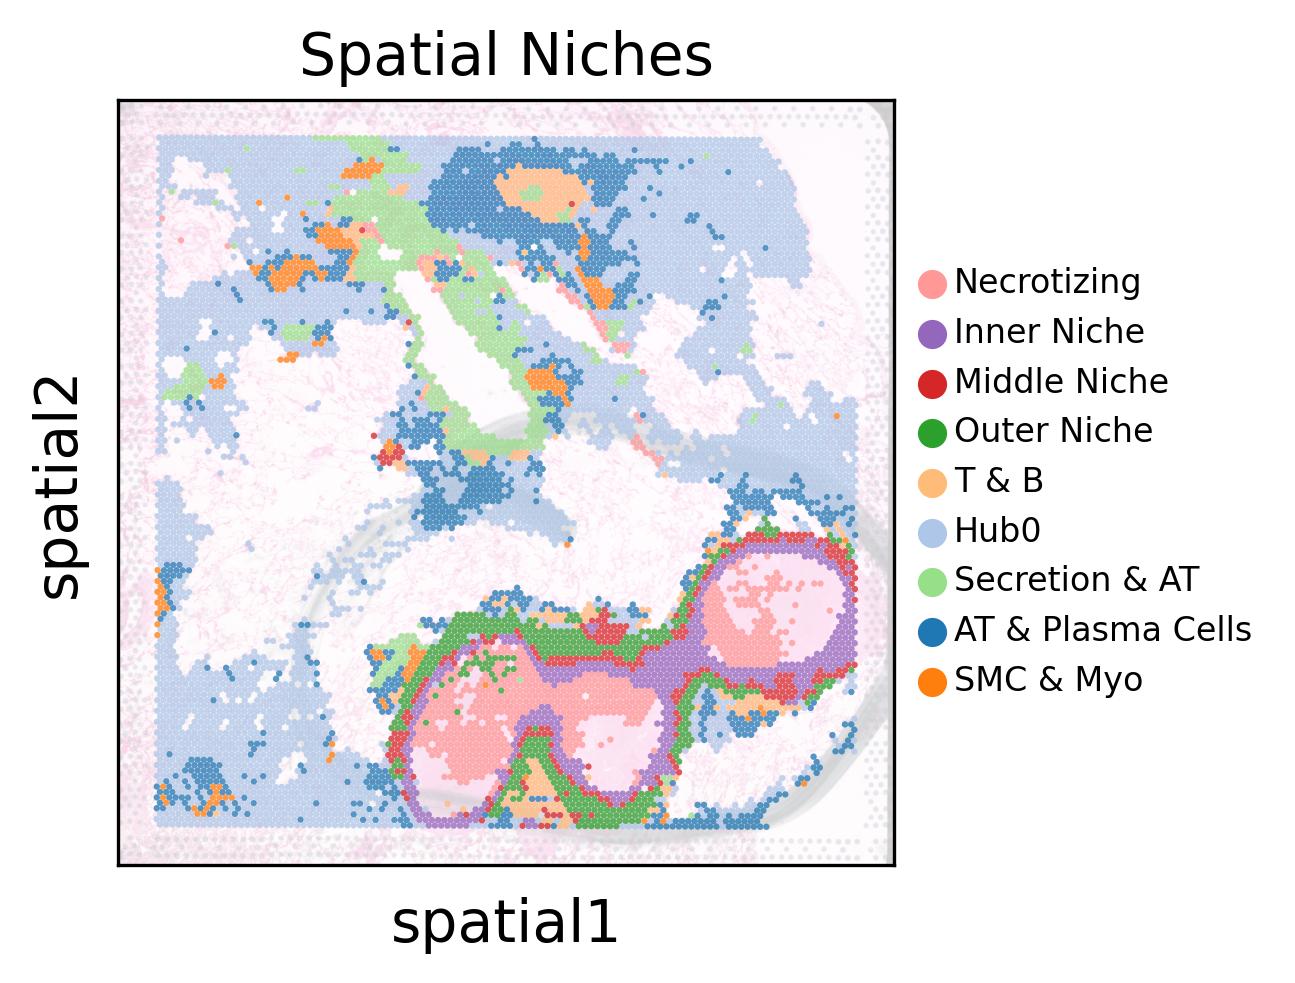 Spatial Niches
spatial2
spatial1
Necrotizing
Inner Niche
Middle Niche
Outer Niche
T & B
Hub0
Secretion & AT
AT & Plasma Cells
SMC & Myo